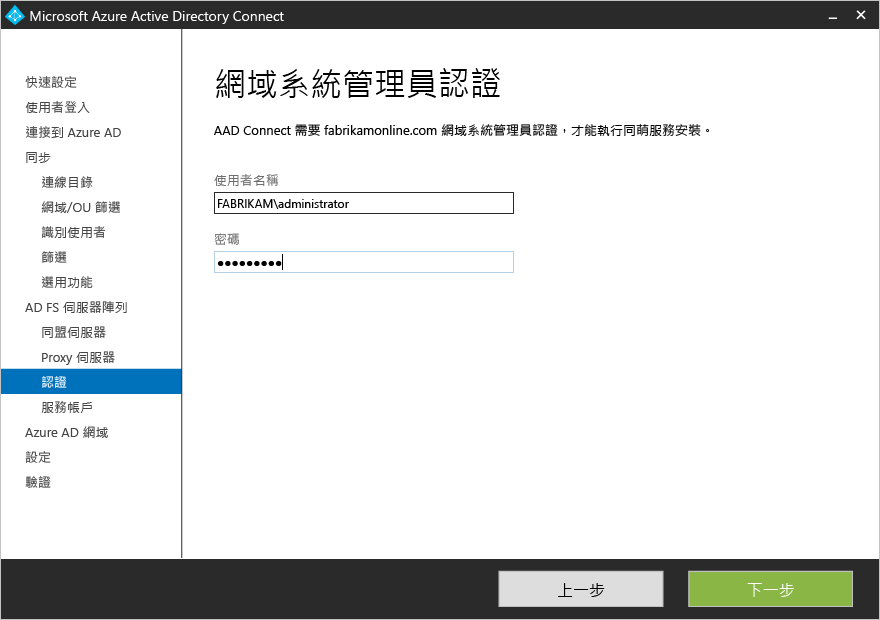 Microsoft Azure Active Directory Connect
快速設定
使用者登入
連接到 Azure AD
同步
連線目錄
網域/OU 篩選
識別使用者
篩選
選用功能
AD FS 伺服器陣列
同盟伺服器
Proxy 伺服器
認證
服務帳戶
Azure AD 網域
設定
驗證
網域系統管理員認證
AAD Connect 需要 fabrikamonline.com 網域系統管理員認證，才能執行同萌服務安裝。
使用者名稱
FABRIKAM\administrator
密碼
●●●●●●●●●
上一步
下一步